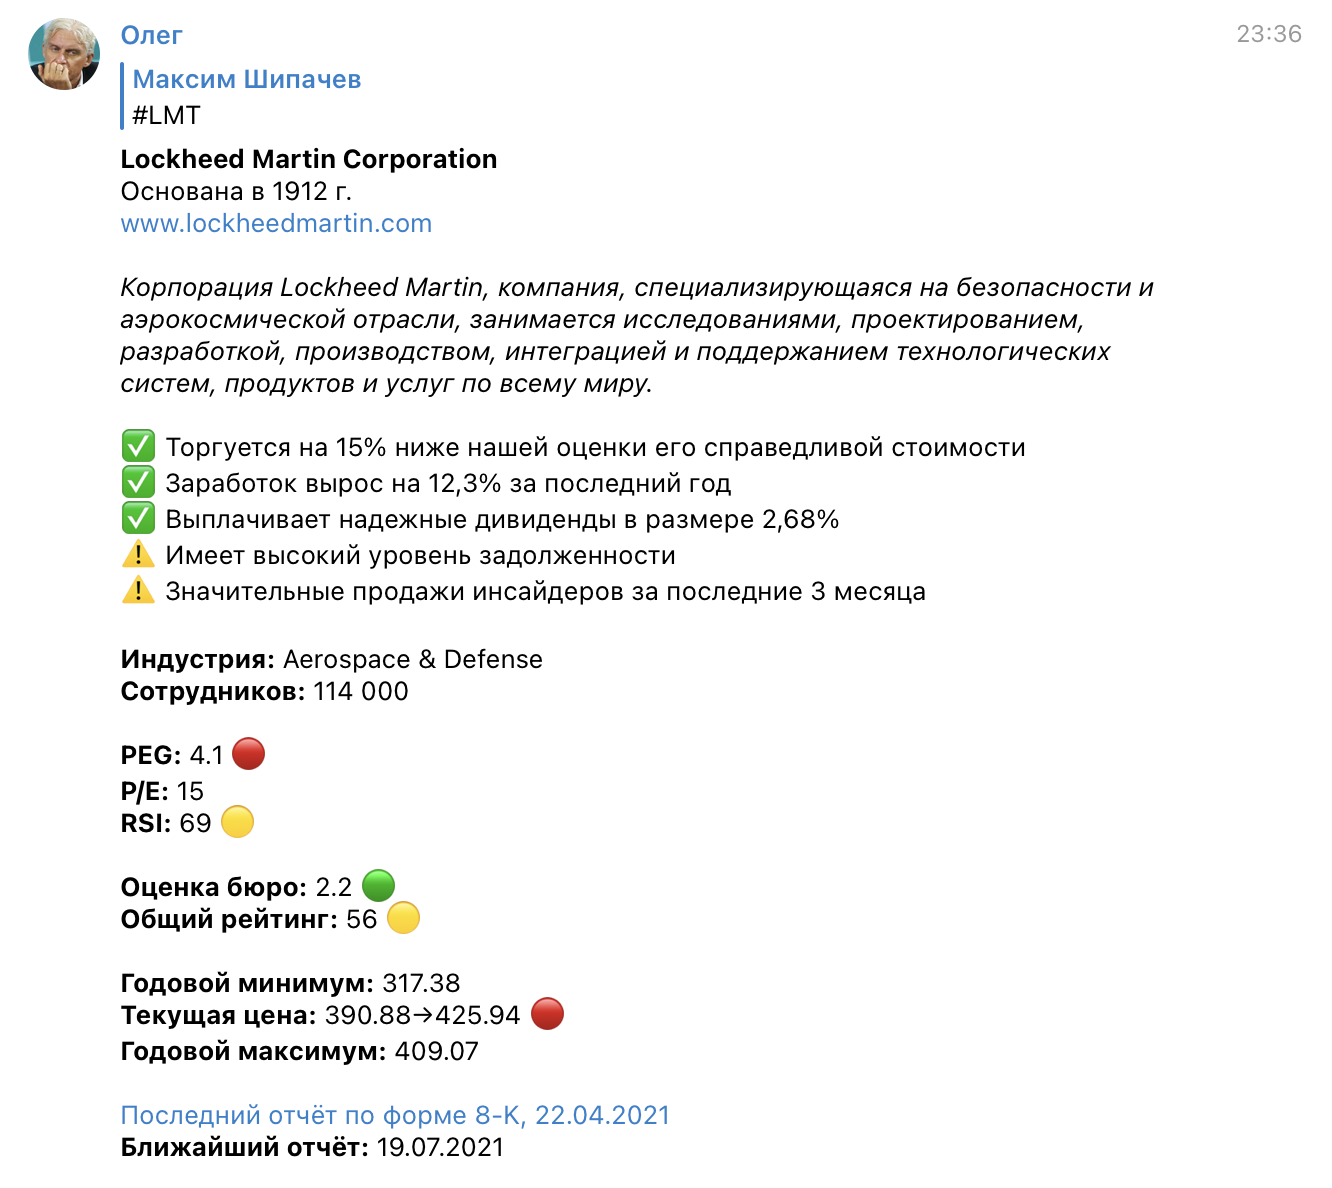 Олег
23:36
Максим Шипачев
#LMT
Lockheed Martin Corporation
Основана в 1912 г.
www.lockheedmartin.com
Корпорация Lockheed Martin, компания, специализирующаяся на безопасности и
аэрокосмической отрасли, занимается исследованиями, проектированием,
разработкой, производством, интеграцией и поддержанием технологических
систем, продуктов и услуг по всему миру.
✅ Торгуется на 15% ниже нашей оценки его справедливой стоимости
✅ Заработок вырос на 12,3% за последний год
✅ Выплачивает надежные дивиденды в размере 2,68%
⚠️ Имеет высокий уровень задолженности
⚠️ Значительные продажи инсайдеров за последние 3 месяца
Индустрия: Aerospace & Defense
Сотрудников: 114 000
PEG: 4.1 🔴
P/E: 15
RSI: 69 🟡
Оценка бюро: 2.2 🟢
Общий рейтинг: 56 🟡
Годовой минимум: 317.38
Текущая цена: 390.88→425.94 🔴
Годовой максимум: 409.07
Последний отчёт по форме 8-K, 22.04.2021
Ближайший отчёт: 19.07.2021